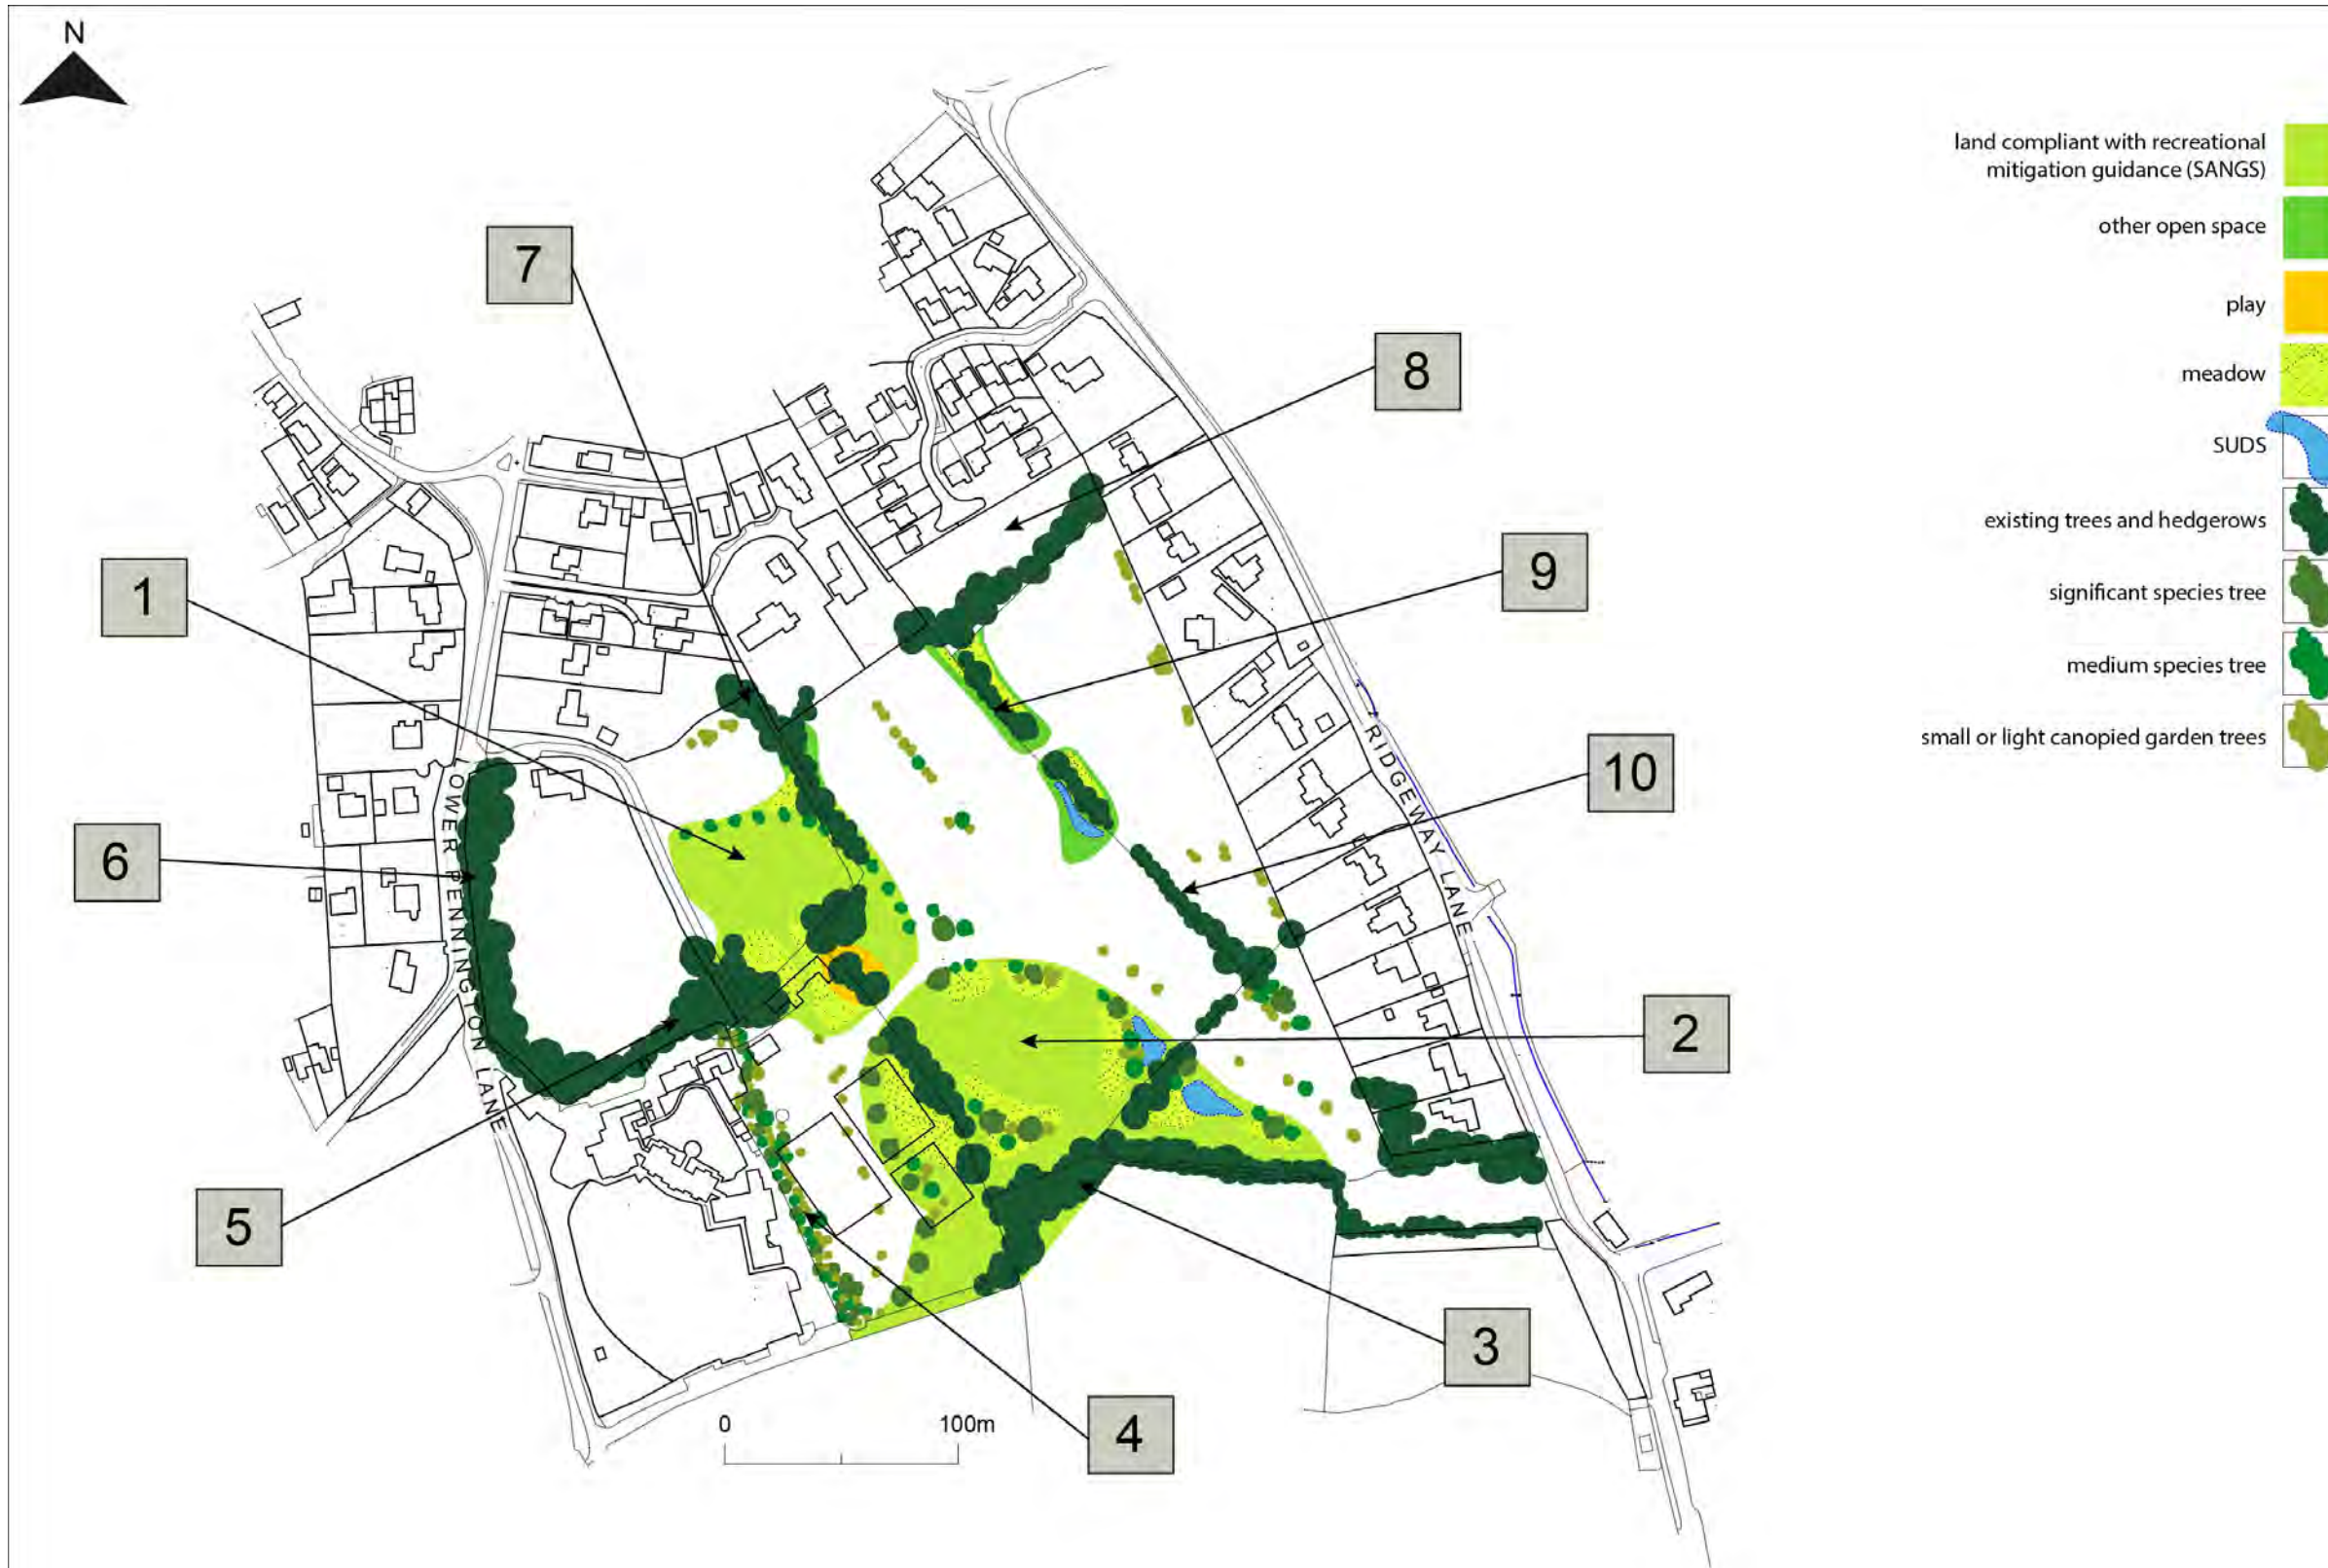 N
land compliant with recreational
mitigation guidance (SANGS)
other open space
play
meadow
SUDS
existing trees and hedgerows
significant species tree
medium species tree
small or light canopied garden trees
7
8
9
1
10
6
2
5
3
4
OWER PENNINGTON LANE
RIDGEWAY LANE
0 100m